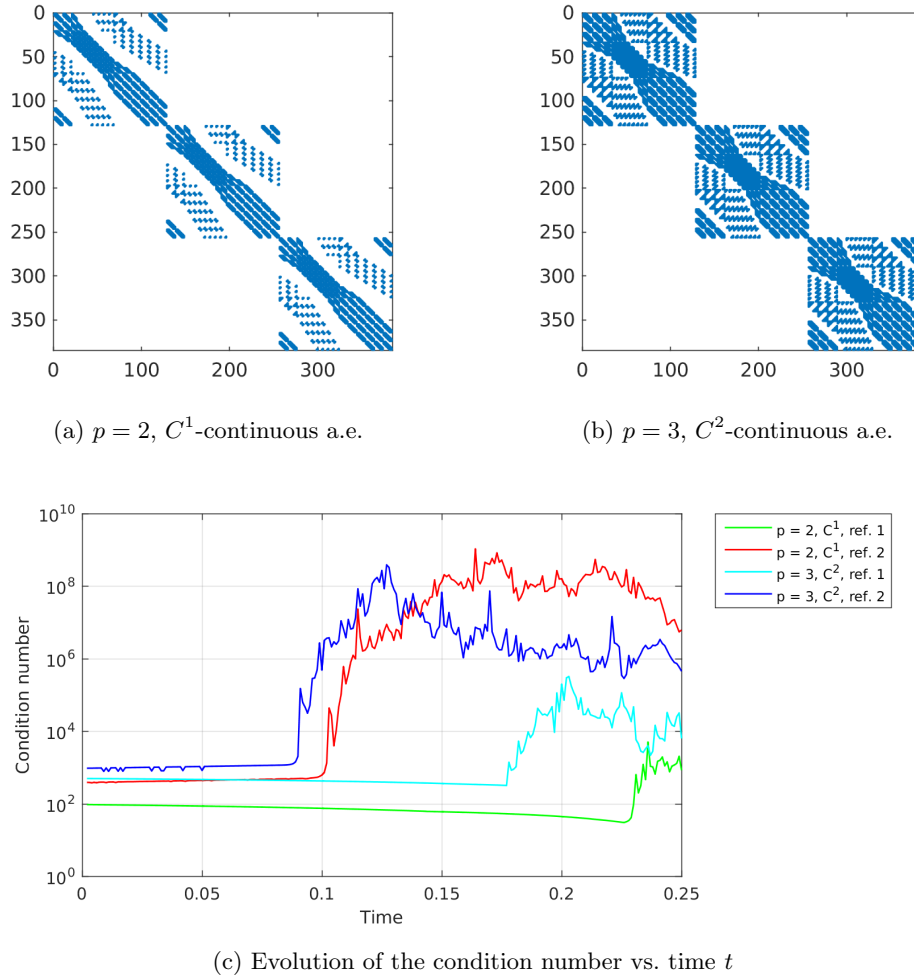 0
50
100
150
200
250
300
350
0 100 200 300
(a) p = 2, C¹-continuous a.e.
0
50
100
150
200
250
300
350
0 100 200 300
(b) p = 3, C²-continuous a.e.
Condition number
10¹⁰
10⁸
10⁶
10⁴
10²
10⁰
0 0.05 0.1 0.15 0.2 0.25
Time
p = 2, C¹, ref. 1
p = 2, C¹, ref. 2
p = 3, C², ref. 1
p = 3, C², ref. 2
(c) Evolution of the condition number vs. time t